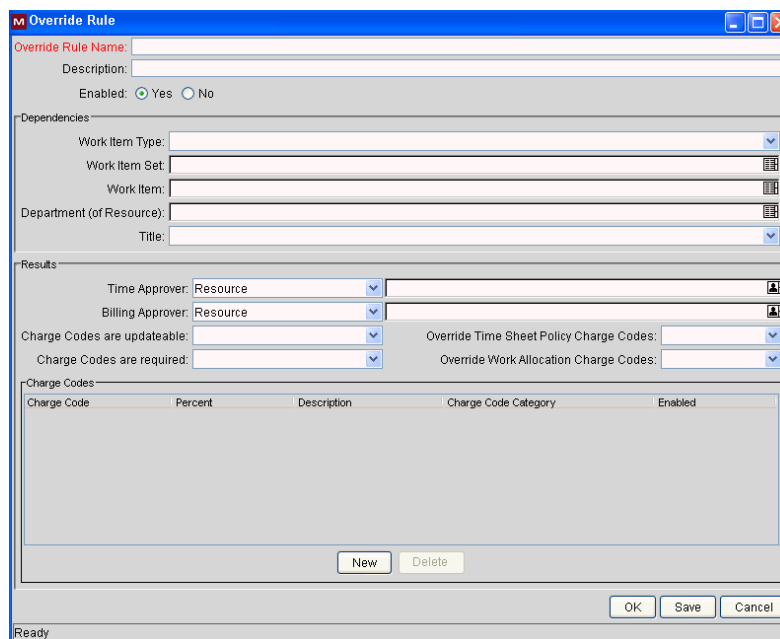 M Override Rule
Override Rule Name:
Description:
Enabled: Yes No
Dependencies
Work Item Type:
Work Item Set:
Work Item:
Department (of Resource):
Title:
Results
Time Approver: Resource
Billing Approver: Resource
Charge Codes are updateable: Override Time Sheet Policy Charge Codes:
Charge Codes are required: Override Work Allocation Charge Codes:
Charge Codes
Charge Code Percent Description Charge Code Category Enabled
New Delete
OK Save Cancel
Ready